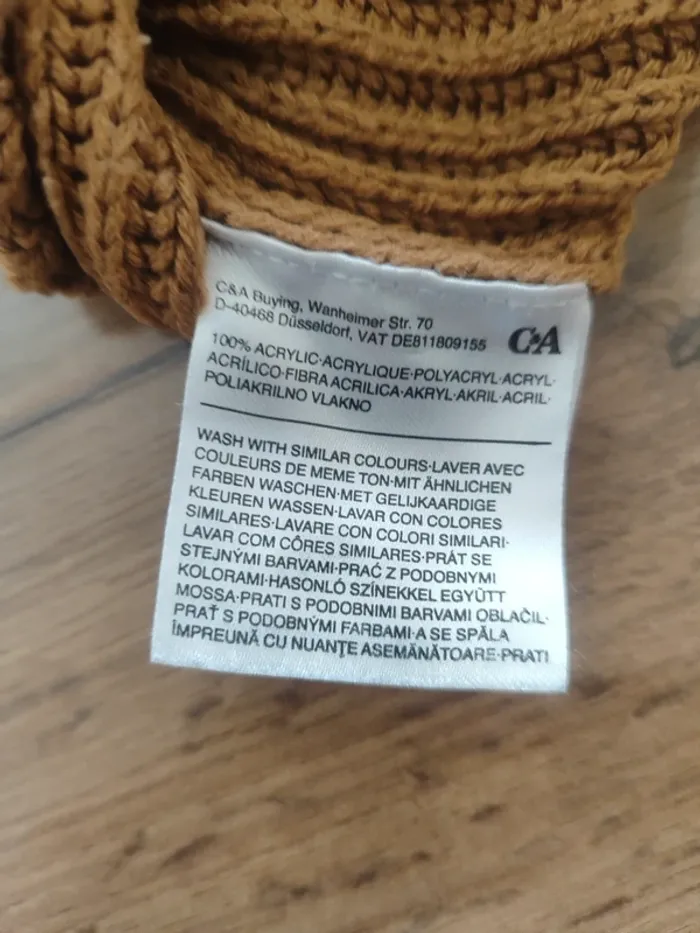 C&A Buying, Wanheimer Str. 70
D-40468 Düsseldorf, VAT DE811809155
C&A
100% ACRYLIC·ACRYLIQUE·POLYACRYL·ACRYL·
ACRÍLICO·FIBRA ACRILICA·AKRYL·AKRIL·ACRIL·
POLIAKRILNO VLAKNO
WASH WITH SIMILAR COLOURS·LAVER AVEC
COULEURS DE MEME TON·MIT ÄHNLICHEN
FARBEN WASCHEN·MET GELIJKAARDIGE
KLEUREN WASSEN·LAVAR CON COLORES
SIMILARES·LAVARE CON COLORI SIMILARI·
LAVAR COM CÔRES SIMILARES·PRÁT SE
STEJNÝMI BARVAMI·PRAĆ Z PODOBNYMI
KOLORAMI·HASONLÓ SZÍNEKKEL EGYÜTT
MOSSA·PRATI S PODOBNIMI BARVAMI OBLAČIL·
PRAŤ S PODOBNÝMI FARBAMI·A SE SPĂLA
ÎMPREUNĂ CU NUANŢE ASEMĂNĂTOARE·PRATI